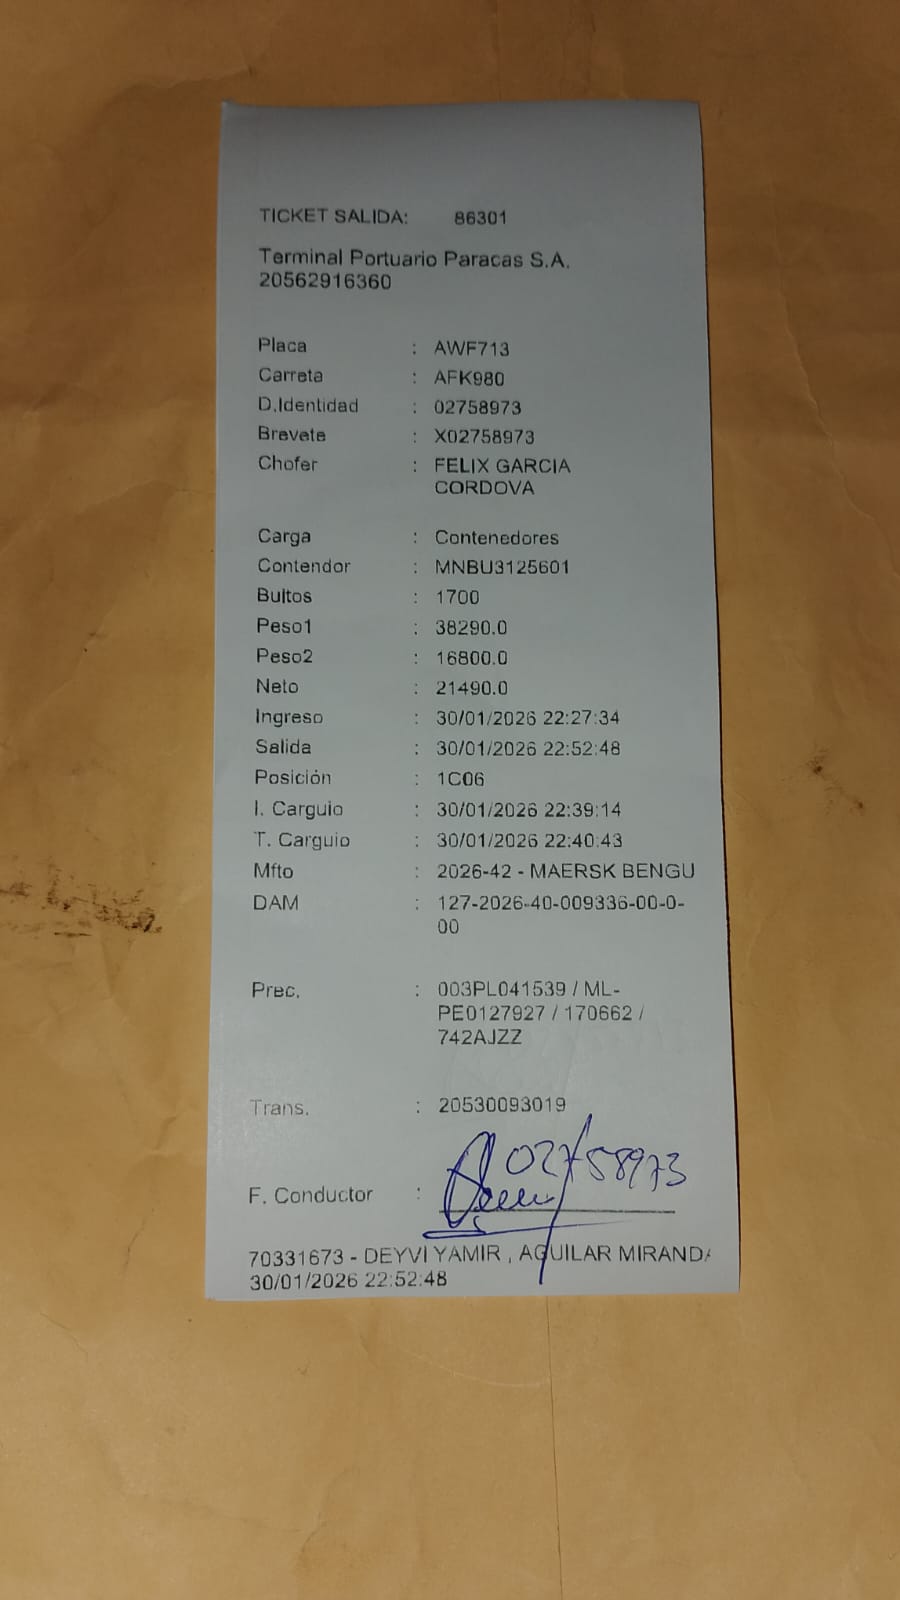 TICKET SALIDA: 86301
Terminal Portuario Paracas S.A.
20562916360
Placa : AWF713
Carreta : AFK980
D.Identidad : 02758973
Brevete : X02758973
Chofer : FELIX GARCIA
CORDOVA
Carga : Contenedores
Contendor : MNBU3125601
Bultos : 1700
Peso1 : 38290.0
Peso2 : 16800.0
Neto : 21490.0
Ingreso : 30/01/2026 22:27:34
Salida : 30/01/2026 22:52:48
Posición : 1C06
I. Carguio : 30/01/2026 22:39:14
T. Carguio : 30/01/2026 22:40:43
Mfto : 2026-42 - MAERSK BENGU
DAM : 127-2026-40-009336-00-0-
00
Prec. : 003PL041539 / ML-
PE0127927 / 170662 /
742AJZZ
Trans. : 20530093019
02758973
F. Conductor :
70331673 - DEYVI YAMIR , AGUILAR MIRANDA
30/01/2026 22:52:48